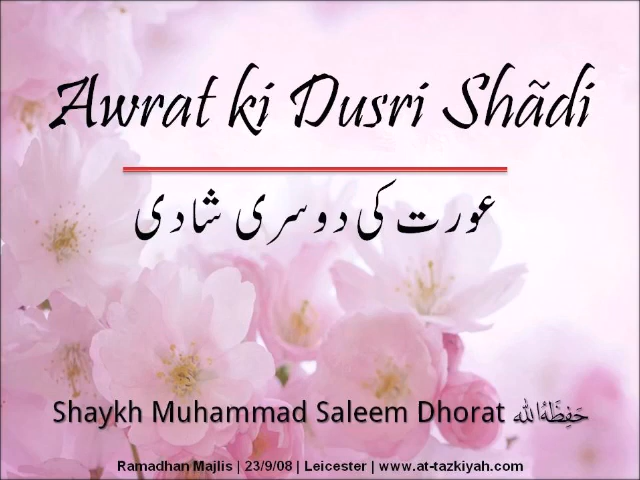 Awrat ki Dusri Shãdi
عورت کی دوسری شادی
Shaykh Muhammad Saleem Dhorat حَفِظَهُ الله
Ramadhan Majlis | 23/9/08 | Leicester | www.at-tazkiyah.com